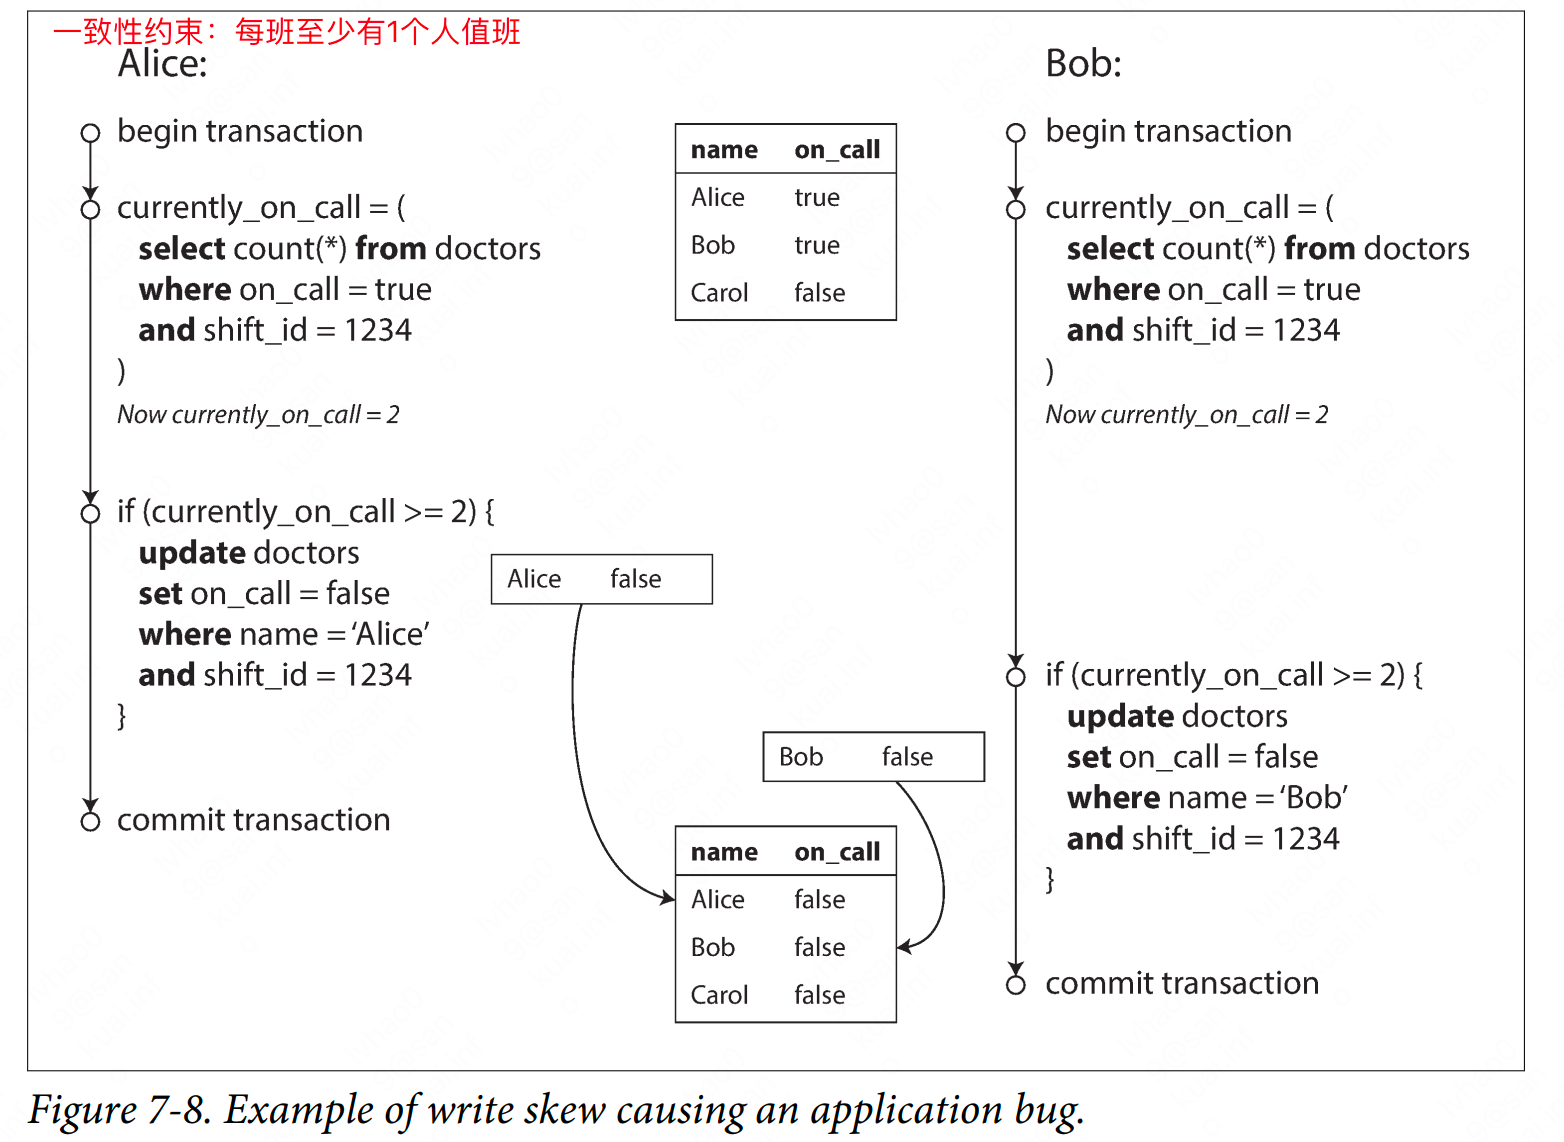 一致性约束：每班至少有1个人值班
Alice:
begin transaction
currently_on_call = (
select count(*) from doctors
where on_call = true
and shift_id = 1234
)
Now currently_on_call = 2
if (currently_on_call >= 2) {
update doctors
set on_call = false
where name = ‘Alice’
and shift_id = 1234
}
commit transaction
name on_call
Alice true
Bob true
Carol false
Alice false
Bob false
name on_call
Alice false
Bob false
Carol false
Bob:
begin transaction
currently_on_call = (
select count(*) from doctors
where on_call = true
and shift_id = 1234
)
Now currently_on_call = 2
if (currently_on_call >= 2) {
update doctors
set on_call = false
where name = ‘Bob’
and shift_id = 1234
}
commit transaction
Figure 7-8. Example of write skew causing an application bug.